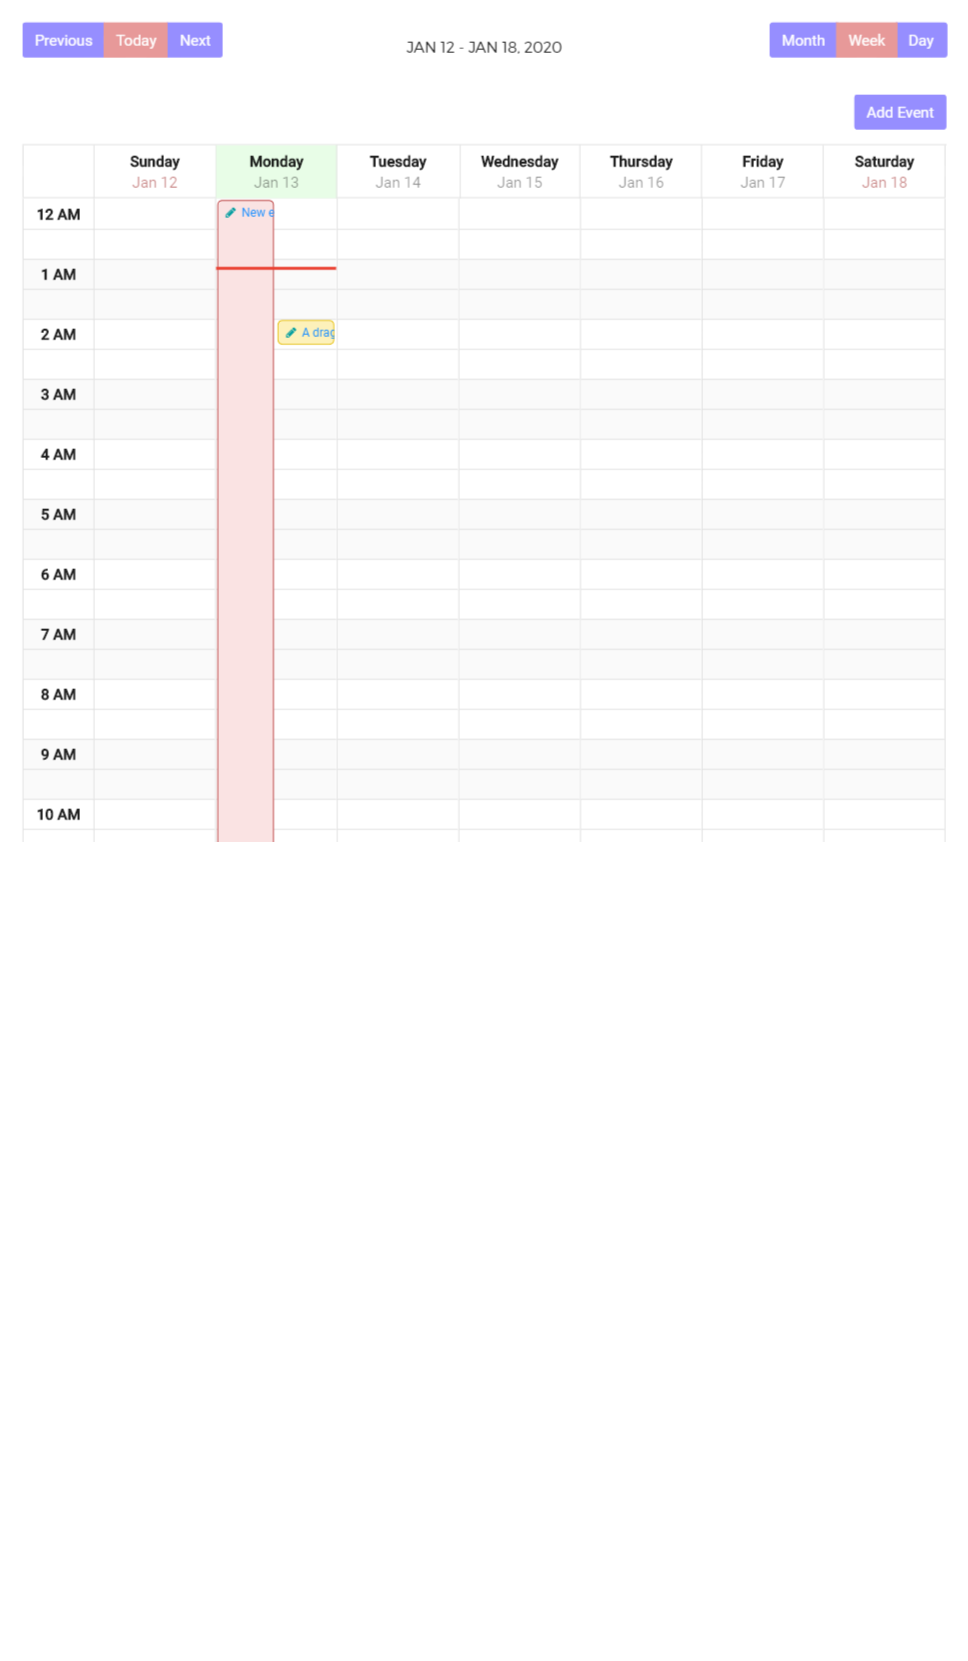 Previous Today Next
JAN 12 - JAN 18, 2020
Month Week Day
Add Event
Sunday Monday Tuesday Wednesday Thursday Friday Saturday
Jan 12 Jan 13 Jan 14 Jan 15 Jan 16 Jan 17 Jan 18
12 AM New e
1 AM
2 AM A drag
3 AM
4 AM
5 AM
6 AM
7 AM
8 AM
9 AM
10 AM